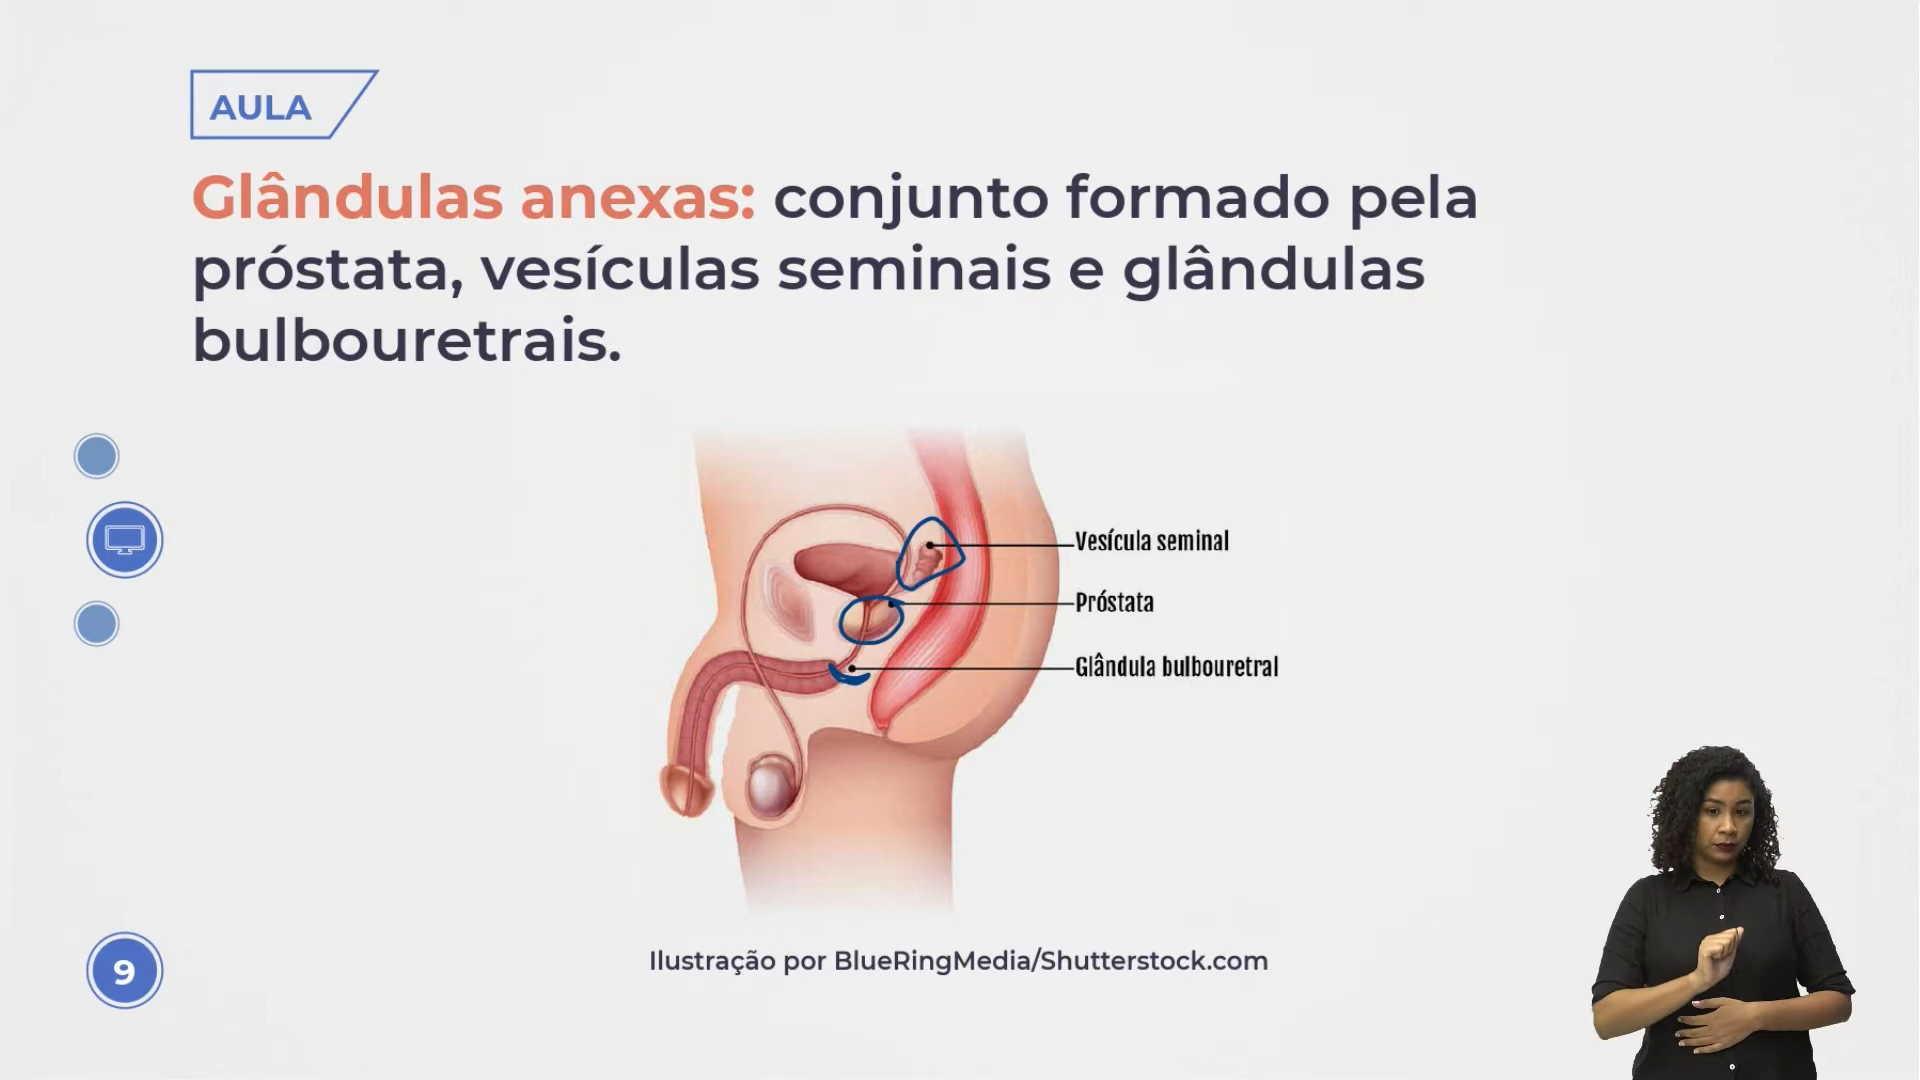 AULA
Glândulas anexas: conjunto formado pela
próstata, vesículas seminais e glândulas
bulbouretrais.
Vesícula seminal
Próstata
Glândula bulbouretral
9
Ilustração por BlueRingMedia/Shutterstock.com